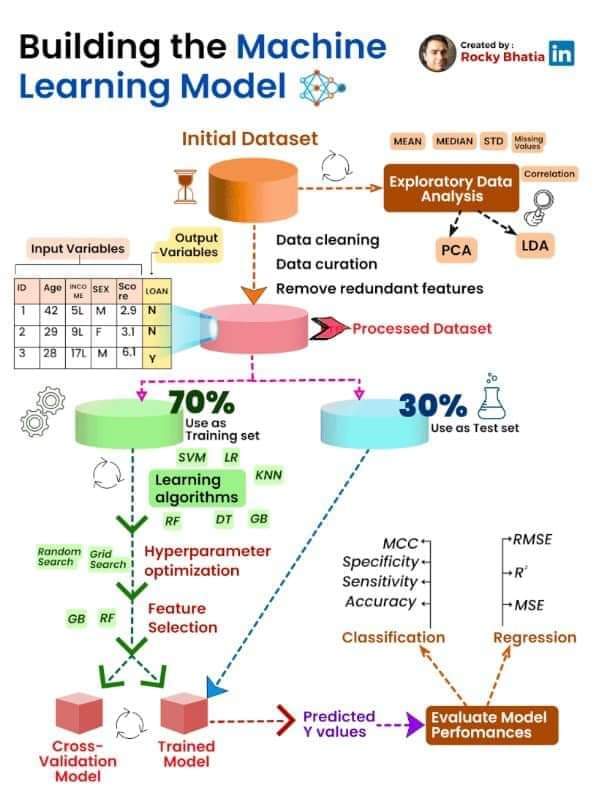 Building the Machine
Learning Model
Created by :
Rocky Bhatia
in
Initial Dataset
MEAN
MEDIAN
STD
Missing
Values
Exploratory Data
Analysis
Correlation
PCA
LDA
Data cleaning
Data curation
Remove redundant features
Input Variables
Output
Variables
ID Age INCO SEX Sco LOAN
ME re
1 42 5L M 2.9 N
2 29 9L F 3.1 N
3 28 17L M 6.1 Y
Processed Dataset
70%
Use as
Training set
30%
Use as Test set
SVM LR
KNN
Learning
algorithms
RF DT GB
Random
Search
Grid
Search
Hyperparameter
optimization
GB RF
Feature
Selection
MCC
Specificity
Sensitivity
Accuracy
Classification
RMSE
R²
MSE
Regression
Cross-
Validation
Model
Trained
Model
Predicted
Y values
Evaluate Model
Perfomances